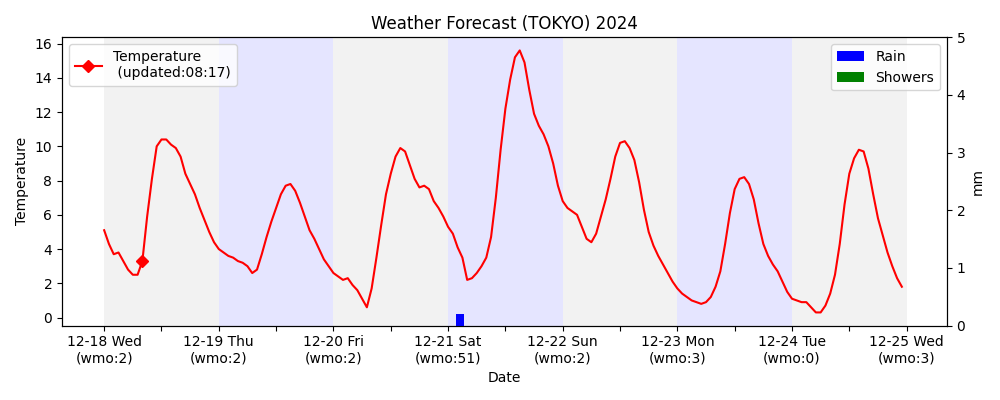 Weather Forecast (TOKYO) 2024
Temperature
(updated:08:17)
Rain
Showers
16
14
12
10
8
6
4
2
0
Temperature
5
4
3
2
1
0
mm
12-18 Wed
(wmo:2)
12-19 Thu
(wmo:2)
12-20 Fri
(wmo:2)
12-21 Sat
(wmo:51)
12-22 Sun
(wmo:2)
12-23 Mon
(wmo:3)
12-24 Tue
(wmo:0)
12-25 Wed
(wmo:3)
Date